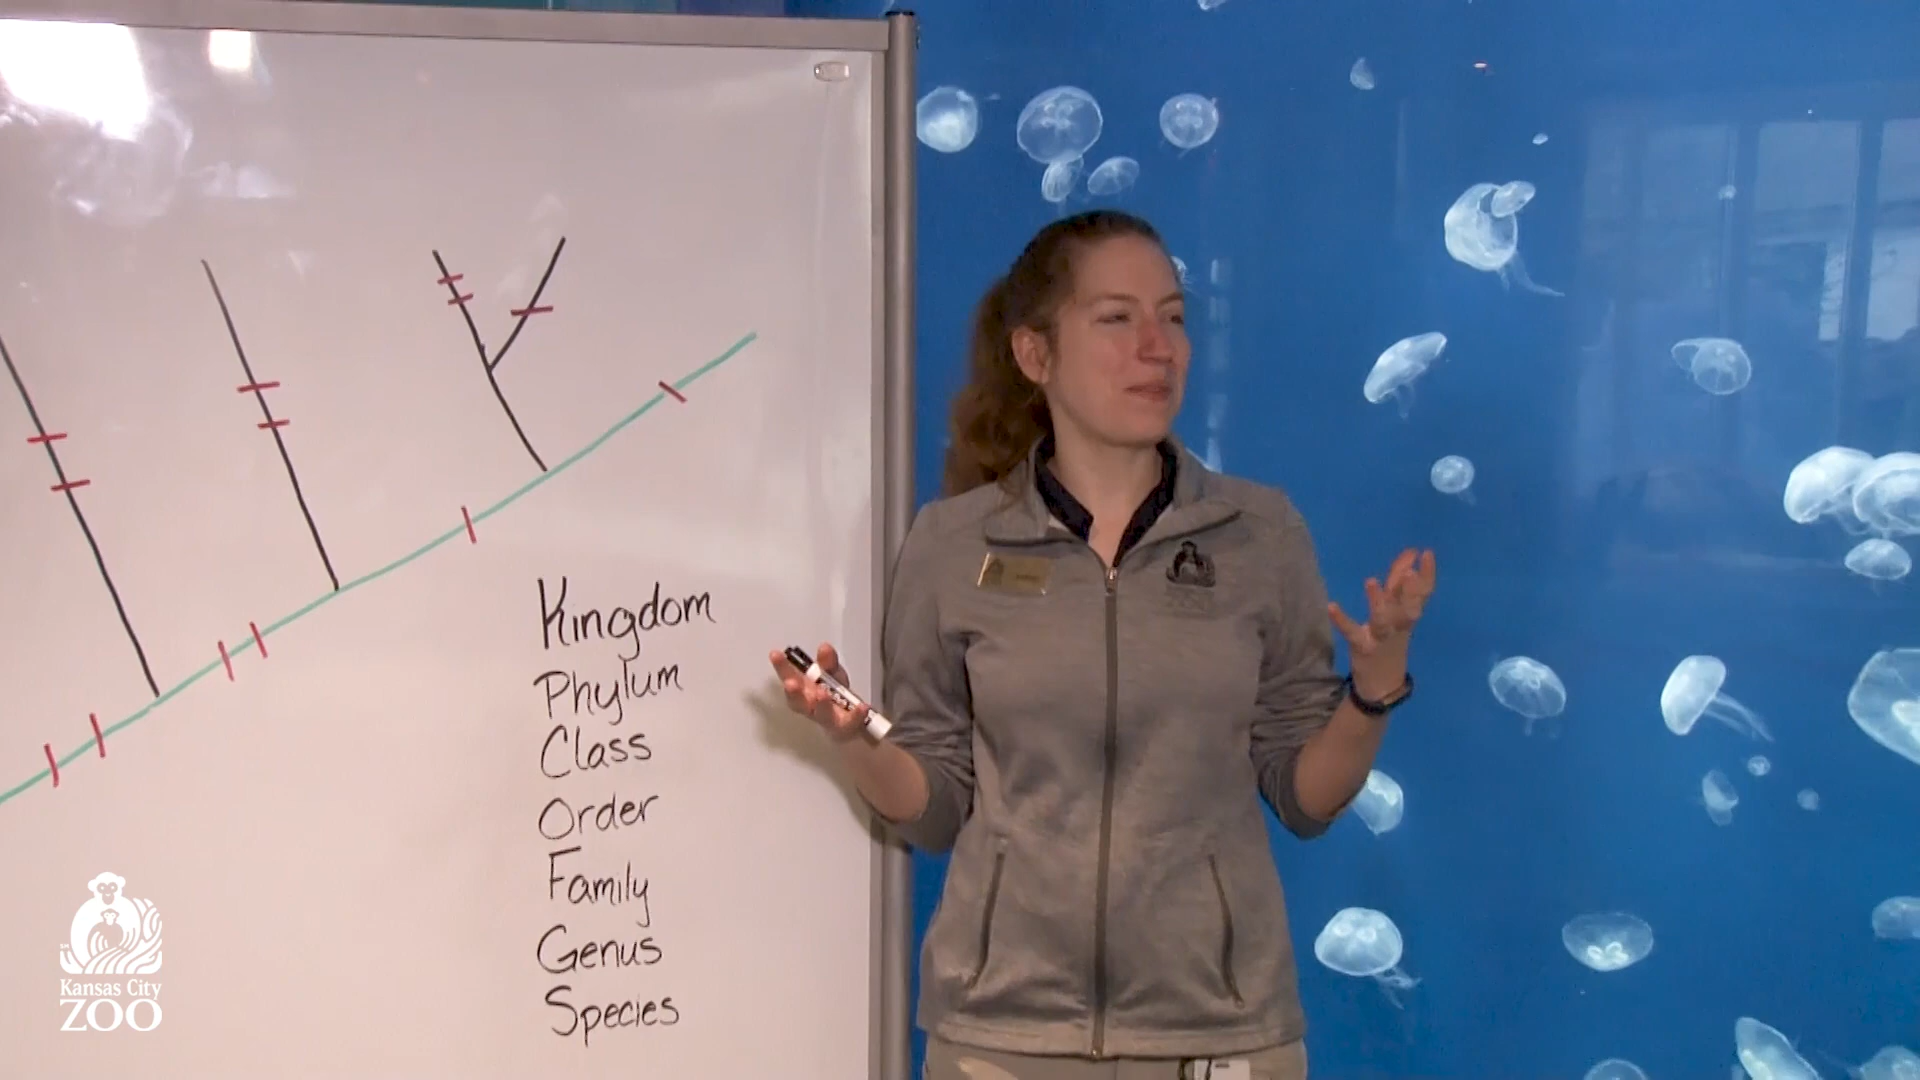 Kingdom
Phylum
Class
Order
Family
Genus
Species
Kansas City
ZOO